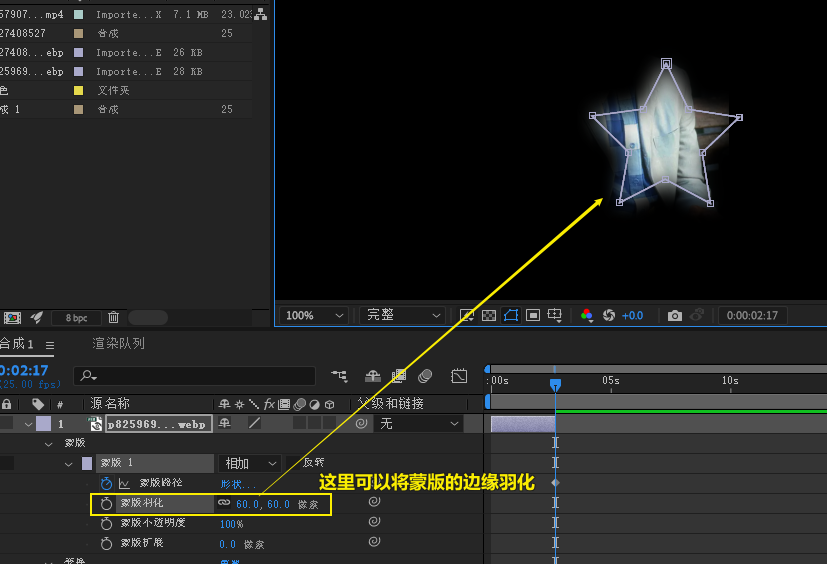 57907...mp4 Importe...X 7.1 MB 23.02
27408527 合成 25
27408...ebp Importe...E 26 KB
25969...ebp Importe...E 28 KB
色 文件夹
成 1 合成 25
8 bpc
100% 完整 +0.0 0:00:02:17
合成 1 渲染队列
0:02:17
(25.00 fps)
:00s 05s 10s
# 源名称 fx 父级和链接
1 p825969...webp 无
蒙版
蒙版 1 相加 反转
蒙版路径 形状...
这里可以将蒙版的边缘羽化
蒙版羽化 60.0,60.0 像素
蒙版不透明度 100%
蒙版扩展 0.0 像素
变换 重置